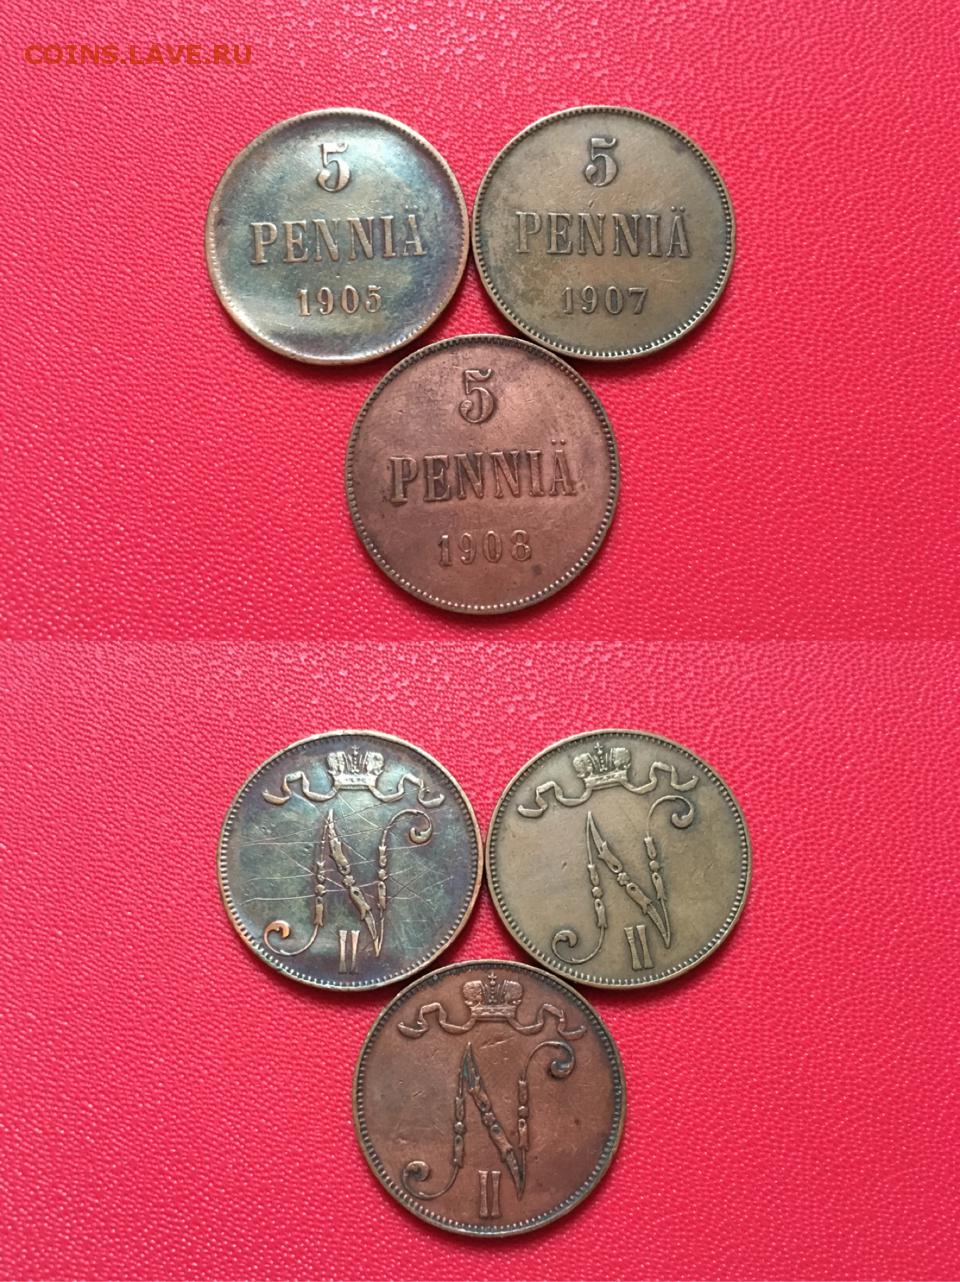 COINS.LAVE.RU
5
PENNIÄ
1905
5
PENNIÄ
1907
5
PENNIÄ
1908
N
II
N
II
N
II